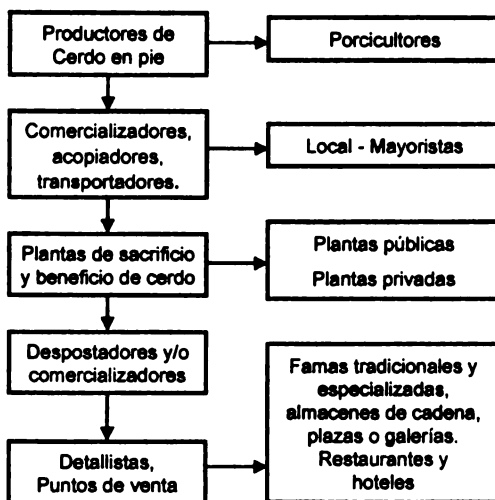 Productores de
Cerdo en pie
Porcicultores
Comercializadores,
acopiadores,
transportadores.
Local - Mayoristas
Plantas de sacrificio
y beneficio de cerdo
Plantas públicas
Plantas privadas
Despostadores y/o
comercializadores
Famas tradicionales y
especializadas,
almacenes de cadena,
plazas o galerías.
Restaurantes y
hoteles
Detallistas,
Puntos de venta